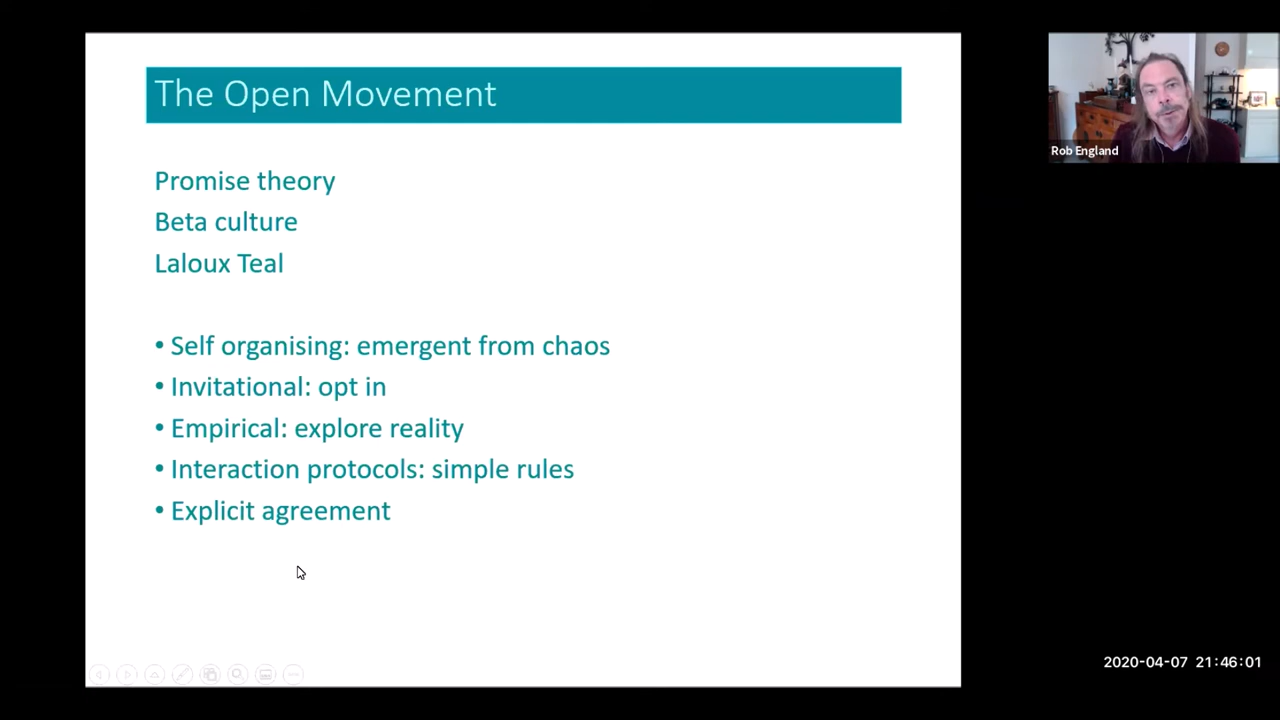 The Open Movement
Promise theory
Beta culture
Laloux Teal
• Self organising: emergent from chaos
• Invitational: opt in
• Empirical: explore reality
• Interaction protocols: simple rules
• Explicit agreement
Rob England
2020-04-07 21:46:01